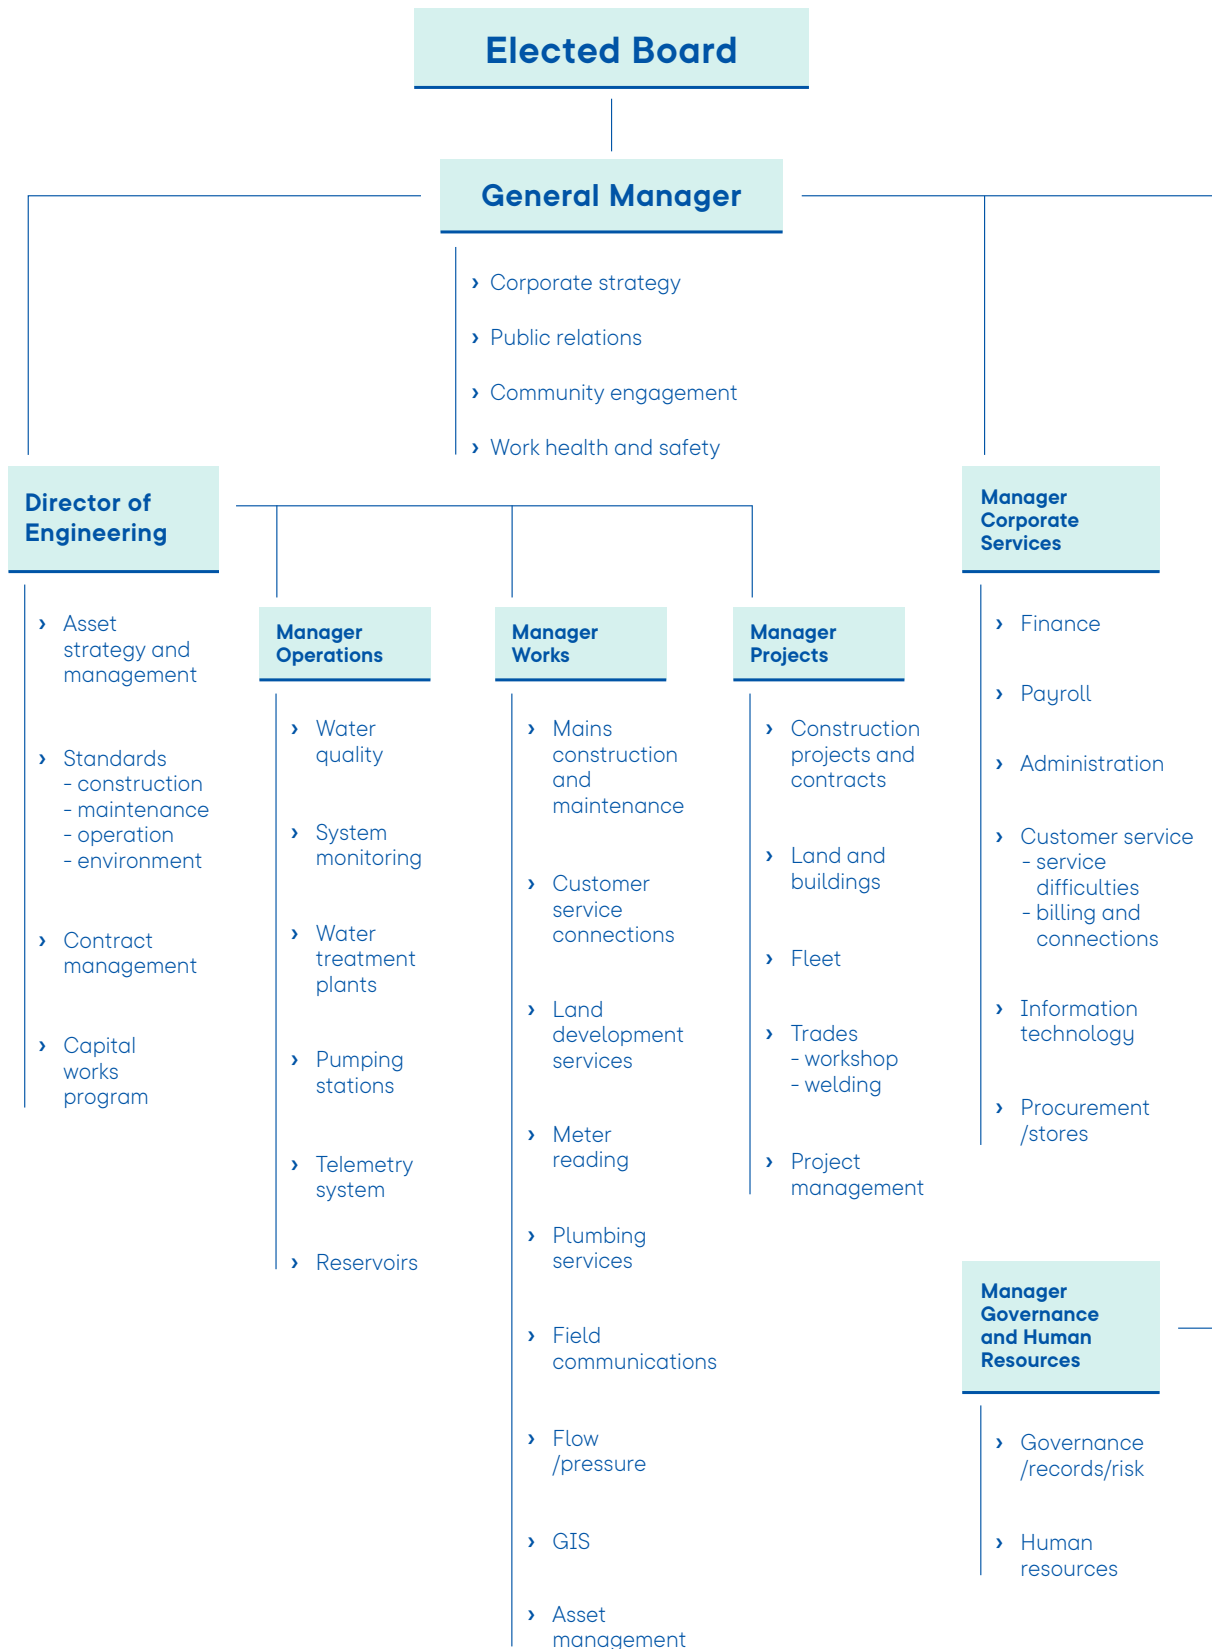 Elected Board
General Manager
› Corporate strategy
› Public relations
› Community engagement
› Work health and safety
Director of
Engineering
› Asset
strategy and
management
› Standards
- construction
- maintenance
- operation
- environment
› Contract
management
› Capital
works
program
Manager
Operations
› Water
quality
› System
monitoring
› Water
treatment
plants
› Pumping
stations
› Telemetry
system
› Reservoirs
Manager
Works
› Mains
construction
and
maintenance
› Customer
service
connections
› Land
development
services
› Meter
reading
› Plumbing
services
› Field
communications
› Flow
/pressure
› GIS
› Asset
management
Manager
Projects
› Construction
projects and
contracts
› Land and
buildings
› Fleet
› Trades
- workshop
- welding
› Project
management
Manager
Corporate
Services
› Finance
› Payroll
› Administration
› Customer service
- service
difficulties
- billing and
connections
› Information
technology
› Procurement
/stores
Manager
Governance
and Human
Resources
› Governance
/records/risk
› Human
resources